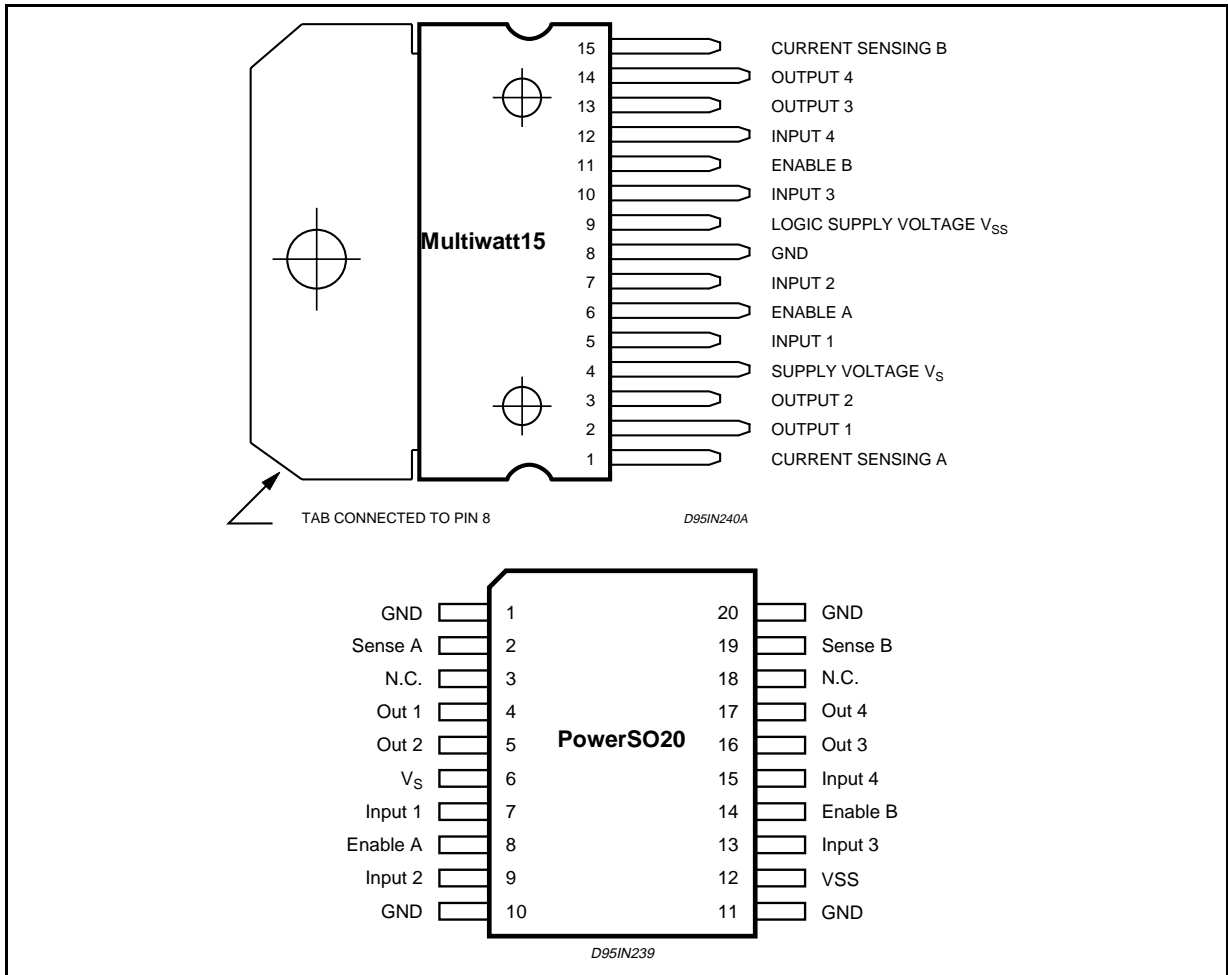 15 CURRENT SENSING B
14 OUTPUT 4
13 OUTPUT 3
12 INPUT 4
11 ENABLE B
10 INPUT 3
9 LOGIC SUPPLY VOLTAGE VSS
Multiwatt15
8 GND
7 INPUT 2
6 ENABLE A
5 INPUT 1
4 SUPPLY VOLTAGE VS
3 OUTPUT 2
2 OUTPUT 1
1 CURRENT SENSING A
TAB CONNECTED TO PIN 8
D95IN240A
GND 1 20 GND
Sense A 2 19 Sense B
N.C. 3 18 N.C.
Out 1 4 17 Out 4
PowerSO20
Out 2 5 16 Out 3
VS 6 15 Input 4
Input 1 7 14 Enable B
Enable A 8 13 Input 3
Input 2 9 12 VSS
GND 10 11 GND
D95IN239